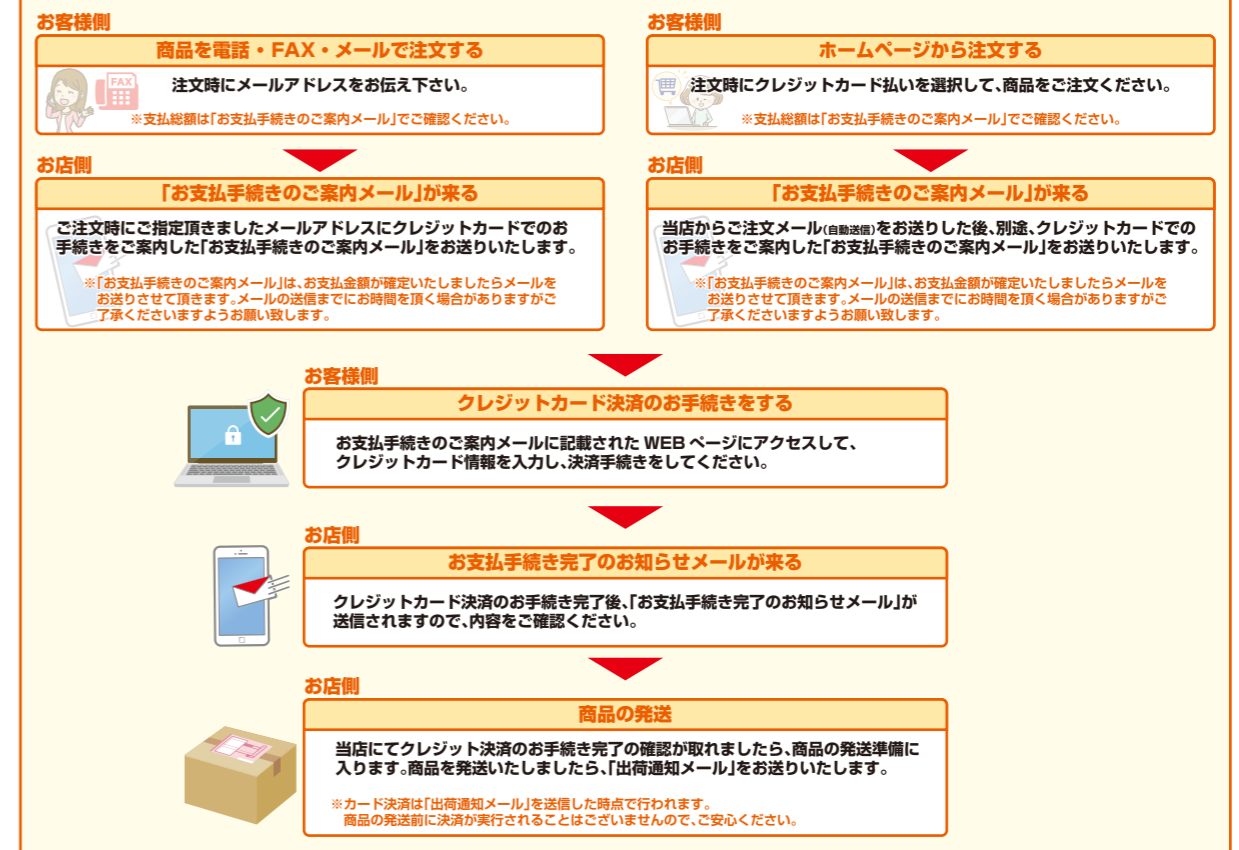 お客様側
商品を電話・FAX・メールで注文する
FAX
注文時にメールアドレスをお伝え下さい。
※支払総額は「お支払手続きのご案内メール」でご確認ください。
お店側
「お支払手続きのご案内メール」が来る
ご注文時にご指定頂きましたメールアドレスにクレジットカードでのお
手続きをご案内した「お支払手続きのご案内メール」をお送りいたします。
※「お支払手続きのご案内メール」は、お支払金額が確定いたしましたらメールを
お送りさせて頂きます。メールの送信までにお時間を頂く場合がありますがご
了承くださいますようお願い致します。
お客様側
ホームページから注文する
注文時にクレジットカード払いを選択して、商品をご注文ください。
※支払総額は「お支払手続きのご案内メール」でご確認ください。
お店側
「お支払手続きのご案内メール」が来る
当店からご注文メール(自動送信)をお送りした後、別途、クレジットカードでの
お手続きをご案内した「お支払手続きのご案内メール」をお送りいたします。
※「お支払手続きのご案内メール」は、お支払金額が確定いたしましたらメールを
お送りさせて頂きます。メールの送信までにお時間を頂く場合がありますがご
了承くださいますようお願い致します。
お客様側
クレジットカード決済のお手続きをする
お支払手続きのご案内メールに記載された WEB ページにアクセスして、
クレジットカード情報を入力し、決済手続きをしてください。
お店側
お支払手続き完了のお知らせメールが来る
クレジットカード決済のお手続き完了後、「お支払手続き完了のお知らせメール」が
送信されますので、内容をご確認ください。
お店側
商品の発送
当店にてクレジット決済のお手続き完了の確認が取れましたら、商品の発送準備に
入ります。商品を発送いたしましたら、「出荷通知メール」をお送りいたします。
※カード決済は「出荷通知メール」を送信した時点で行われます。
商品の発送前に決済が実行されることはございませんので、ご安心ください。